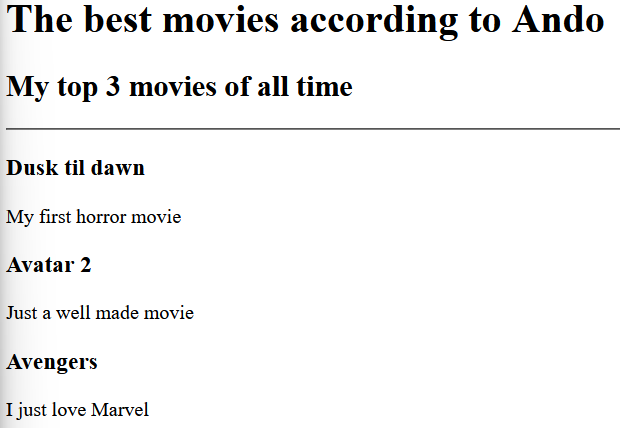 The best movies according to Ando
My top 3 movies of all time
Dusk til dawn
My first horror movie
Avatar 2
Just a well made movie
Avengers
I just love Marvel